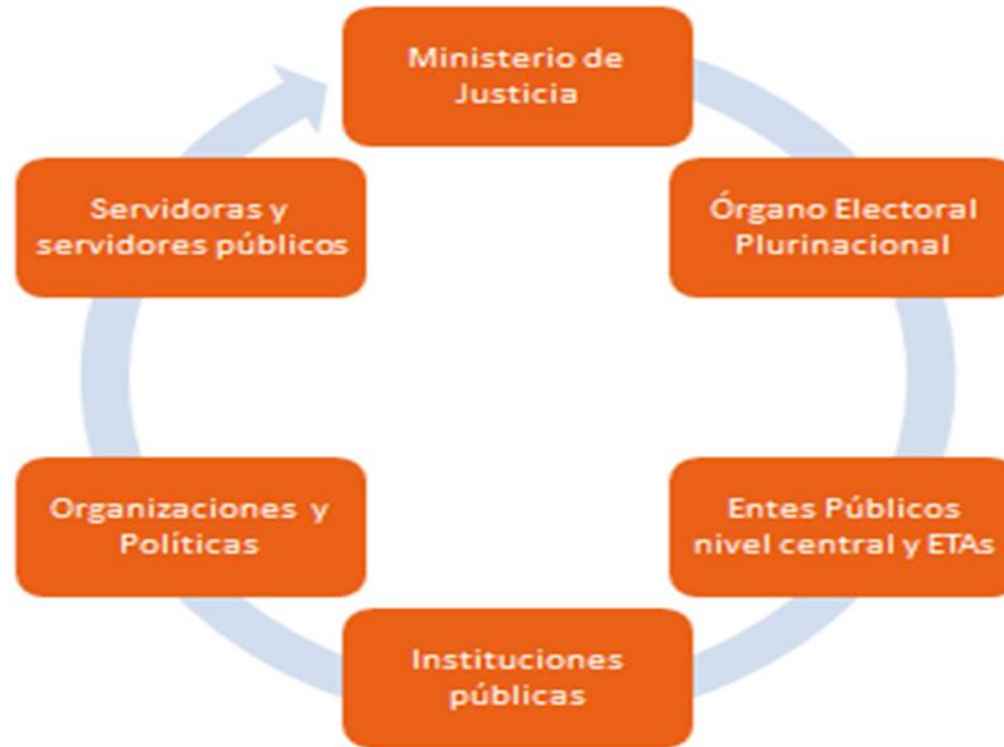 Ministerio de
Justicia
Órgano Electoral
Plurinacional
Entes Públicos
nivel central y ETAs
Instituciones
públicas
Organizaciones y
Políticas
Servidoras y
servidores públicos